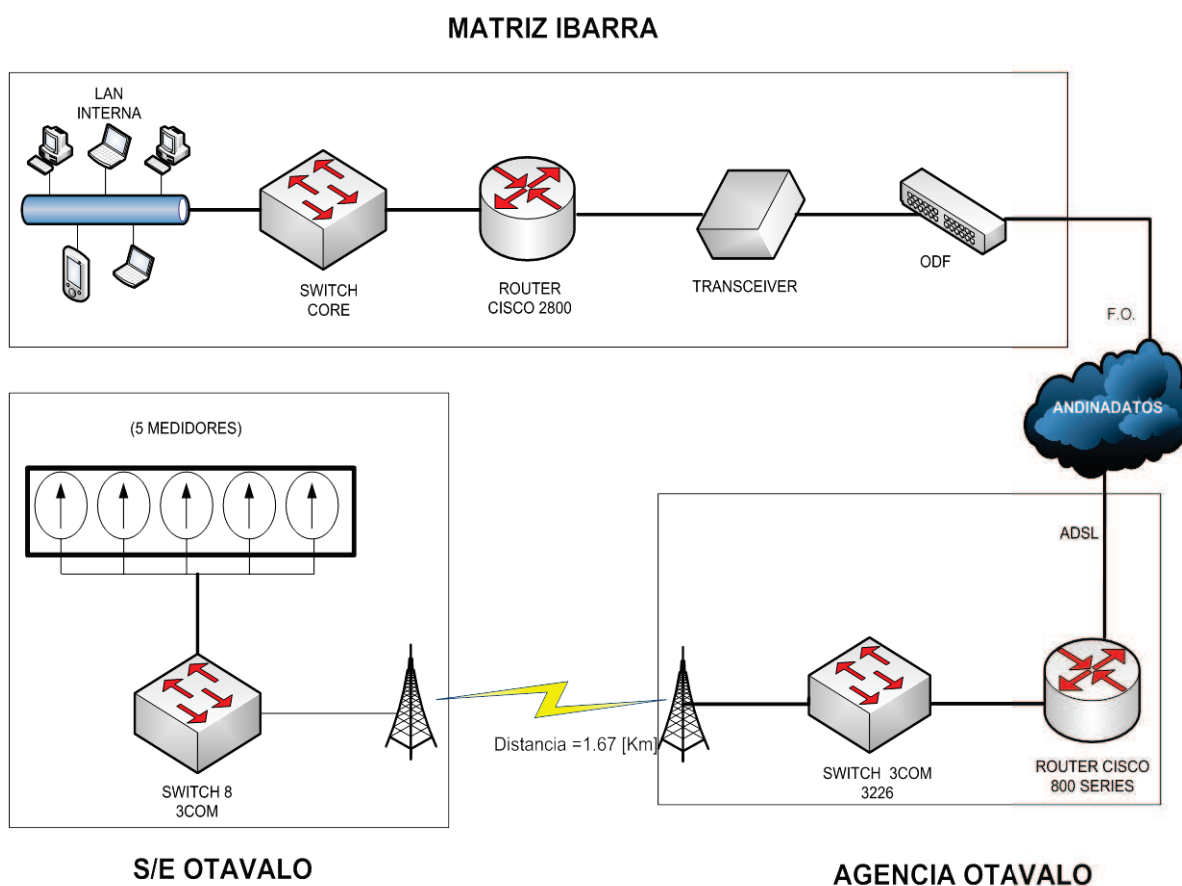 MATRIZ IBARRA
LAN
INTERNA
SWITCH
CORE
ROUTER
CISCO 2800
TRANSCEIVER
ODF
F.O.
ANDINADATOS
(5 MEDIDORES)
ADSL
Distancia =1.67 [Km]
SWITCH 8
3COM
SWITCH 3COM
3226
ROUTER CISCO
800 SERIES
S/E OTAVALO
AGENCIA OTAVALO